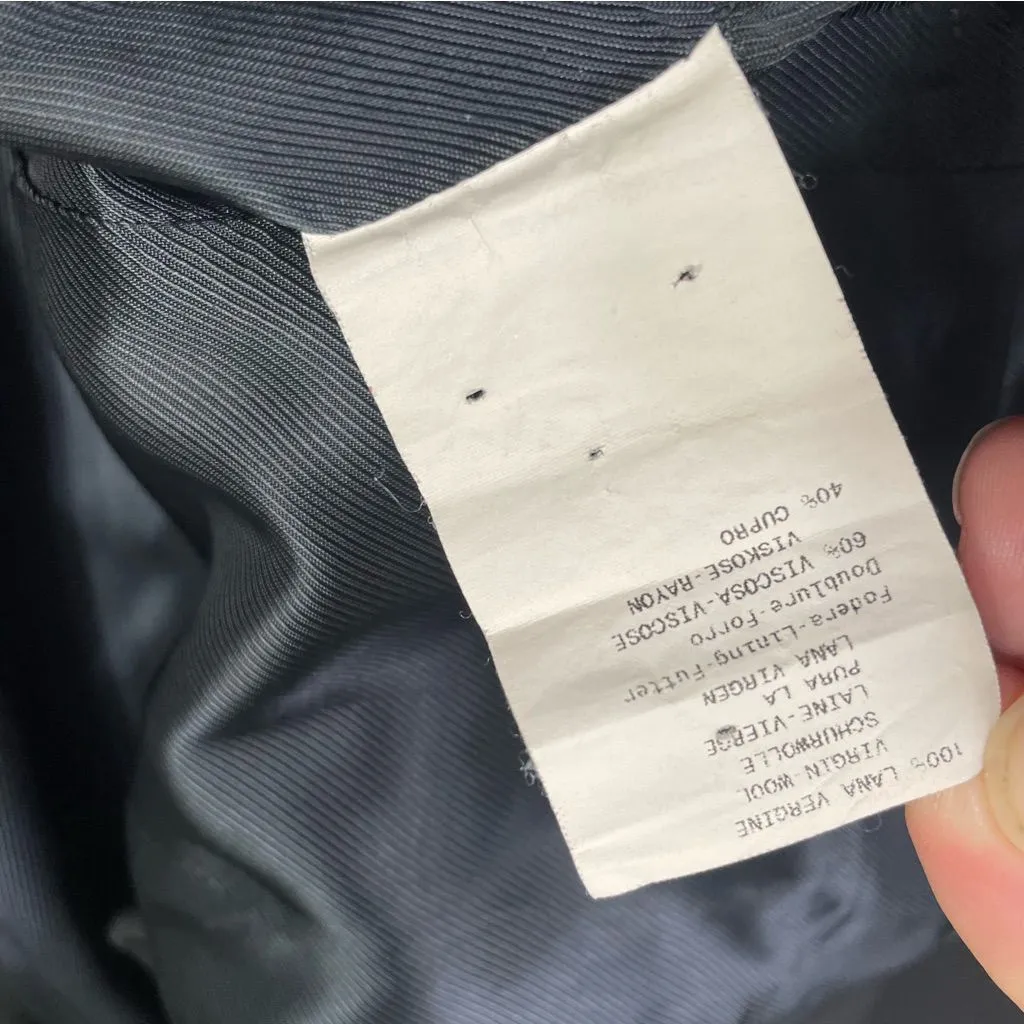 100% LANA VERGINE
VIRGIN-WOOL
SCHURWOLLE
LAINE-VIERGE
PURA LA
LANA VIRGEN
Fodera-Lining-Futter
Doublure-Forro
60% VISCOSA-VISCOSE
VISKOSE-RAYON
40% CUPRO